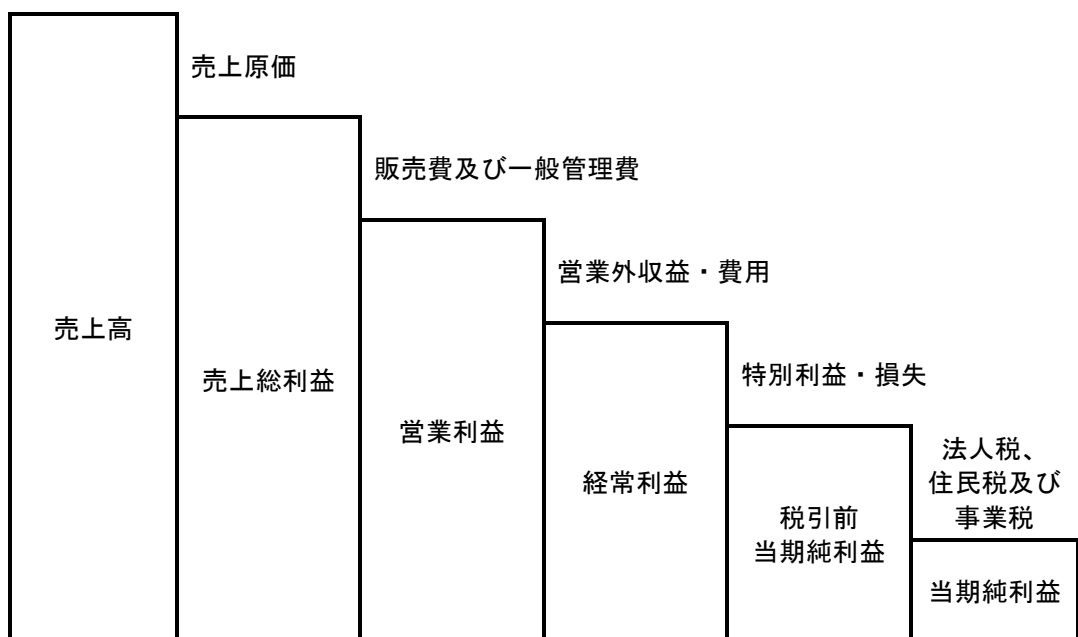 売上原価
販売費及び一般管理費
営業外収益・費用
売上高
特別利益・損失
売上総利益
営業利益
法人税、
住民税及び
事業税
経常利益
税引前
当期純利益
当期純利益